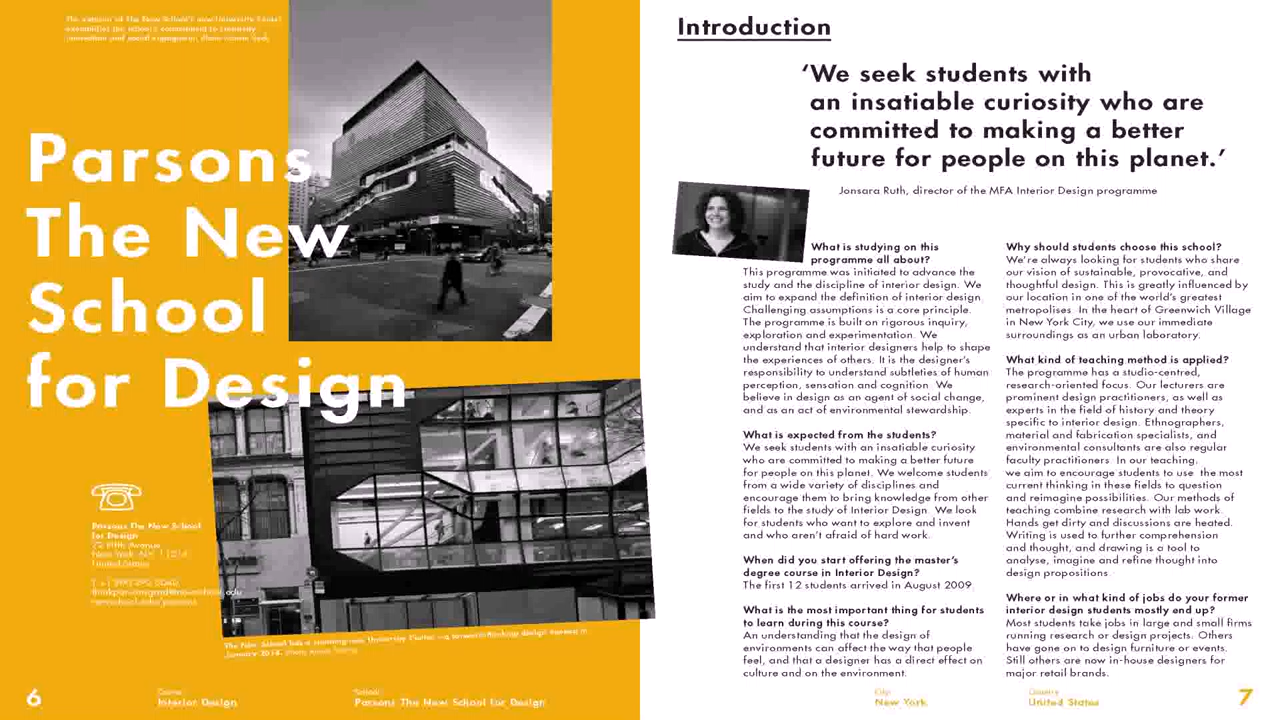 Parsons
The New
School
for Design
Parsons The New School
for Design
United States
6
Course
Interior Design
School
Parsons The New School for Design
Introduction
‘We seek students with
an insatiable curiosity who are
committed to making a better
future for people on this planet.’
Jonsara Ruth, director of the MFA Interior Design programme
What is studying on this
programme all about?
This programme was initiated to advance the
study and the discipline of interior design. We
aim to expand the definition of interior design.
Challenging assumptions is a core principle.
The programme is built on rigorous inquiry,
exploration and experimentation. We
understand that interior designers help to shape
the experiences of others. It is the designer’s
responsibility to understand subtleties of human
perception, sensation and cognition. We
believe in design as an agent of social change,
and as an act of environmental stewardship.
What is expected from the students?
We seek students with an insatiable curiosity
who are committed to making a better future
for people on this planet. We welcome students
from a wide variety of disciplines and
encourage them to bring knowledge from other
fields to the study of Interior Design. We look
for students who want to explore and invent
and who aren’t afraid of hard work.
When did you start offering the master’s
degree course in Interior Design?
The first 12 students arrived in August 2009.
What is the most important thing for students
to learn during this course?
An understanding that the design of
environments can affect the way that people
feel, and that a designer has a direct effect on
culture and on the environment.
Why should students choose this school?
We’re always looking for students who share
our vision of sustainable, provocative, and
thoughtful design. This is greatly influenced by
our location in one of the world’s greatest
metropolises. In the heart of Greenwich Village
in New York City, we use our immediate
surroundings as an urban laboratory.
What kind of teaching method is applied?
The programme has a studio-centred,
research-oriented focus. Our lecturers are
prominent design practitioners, as well as
experts in the field of history and theory
specific to interior design. Ethnographers,
material and fabrication specialists, and
environmental consultants are also regular
faculty practitioners. In our teaching,
we aim to encourage students to use the most
current thinking in these fields to question
and reimagine possibilities. Our methods of
teaching combine research with lab work.
Hands get dirty and discussions are heated.
Writing is used to further comprehension
and thought, and drawing is a tool to
analyse, imagine and refine thought into
design propositions.
Where or in what kind of jobs do your former
interior design students mostly end up?
Most students take jobs in large and small firms
running research or design projects. Others
have gone on to design furniture or events.
Still others are now in-house designers for
major retail brands.
City
New York
Country
United States
7